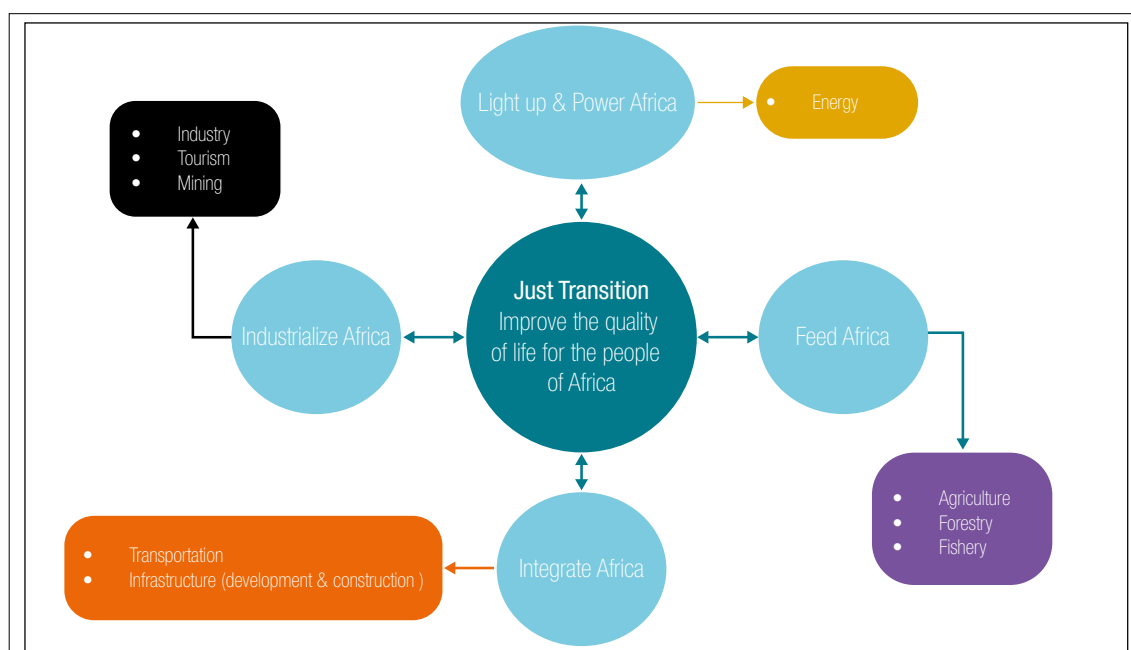 Light up & Power Africa
Energy
Industry
Tourism
Mining
Just Transition
Improve the quality
of life for the people
of Africa
Industrialize Africa
Feed Africa
Agriculture
Forestry
Fishery
Transportation
Infrastructure (development & construction )
Integrate Africa